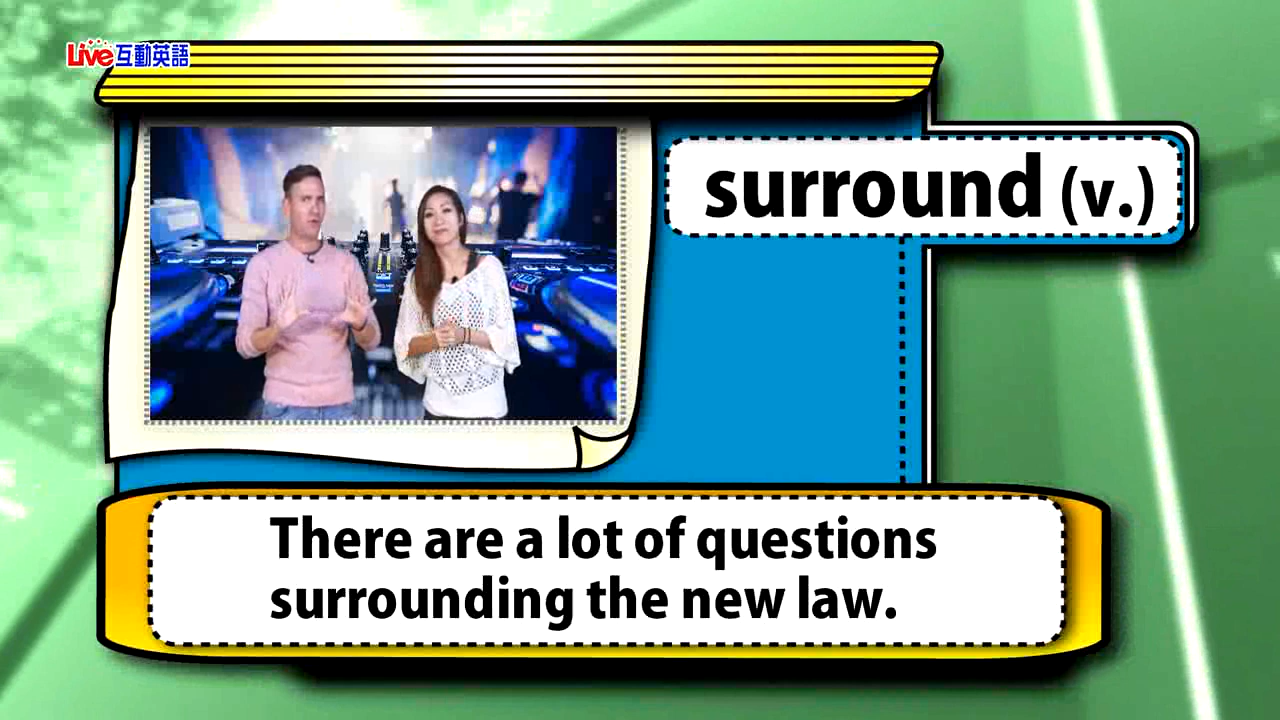 Live互動英語
surround (v.)
There are a lot of questions
surrounding the new law.